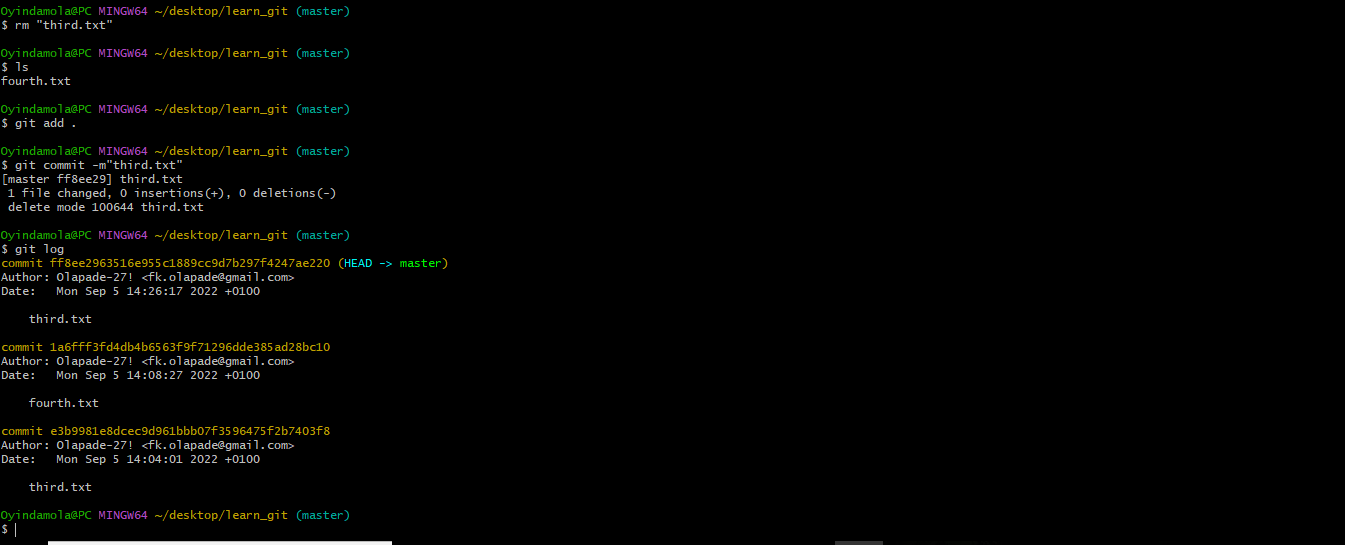 Oyindamola@PC MINGW64 ~/desktop/learn_git (master)
$ rm "third.txt"
Oyindamola@PC MINGW64 ~/desktop/learn_git (master)
$ ls
fourth.txt
Oyindamola@PC MINGW64 ~/desktop/learn_git (master)
$ git add .
Oyindamola@PC MINGW64 ~/desktop/learn_git (master)
$ git commit -m"third.txt"
[master ff8ee29] third.txt
 1 file changed, 0 insertions(+), 0 deletions(-)
 delete mode 100644 third.txt
Oyindamola@PC MINGW64 ~/desktop/learn_git (master)
$ git log
commit ff8ee2963516e955c1889cc9d7b297f4247ae220 (HEAD -> master)
Author: Olapade-27! <fk.olapade@gmail.com>
Date:   Mon Sep 5 14:26:17 2022 +0100
    third.txt
commit 1a6fff3fd4db4b6563f9f71296dde385ad28bc10
Author: Olapade-27! <fk.olapade@gmail.com>
Date:   Mon Sep 5 14:08:27 2022 +0100
    fourth.txt
commit e3b9981e8dcec9d961bbb07f3596475f2b7403f8
Author: Olapade-27! <fk.olapade@gmail.com>
Date:   Mon Sep 5 14:04:01 2022 +0100
    third.txt
Oyindamola@PC MINGW64 ~/desktop/learn_git (master)
$